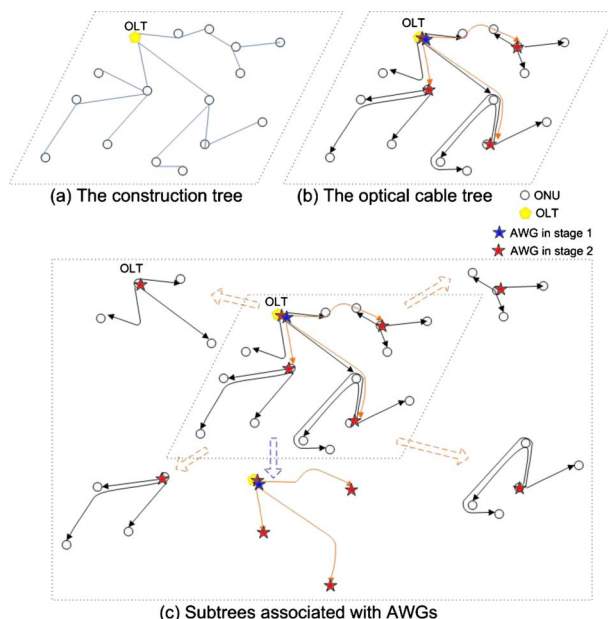 OLT
OLT
(a) The construction tree
(b) The optical cable tree
ONU
OLT
AWG in stage 1
AWG in stage 2
OLT
OLT
(c) Subtrees associated with AWGs